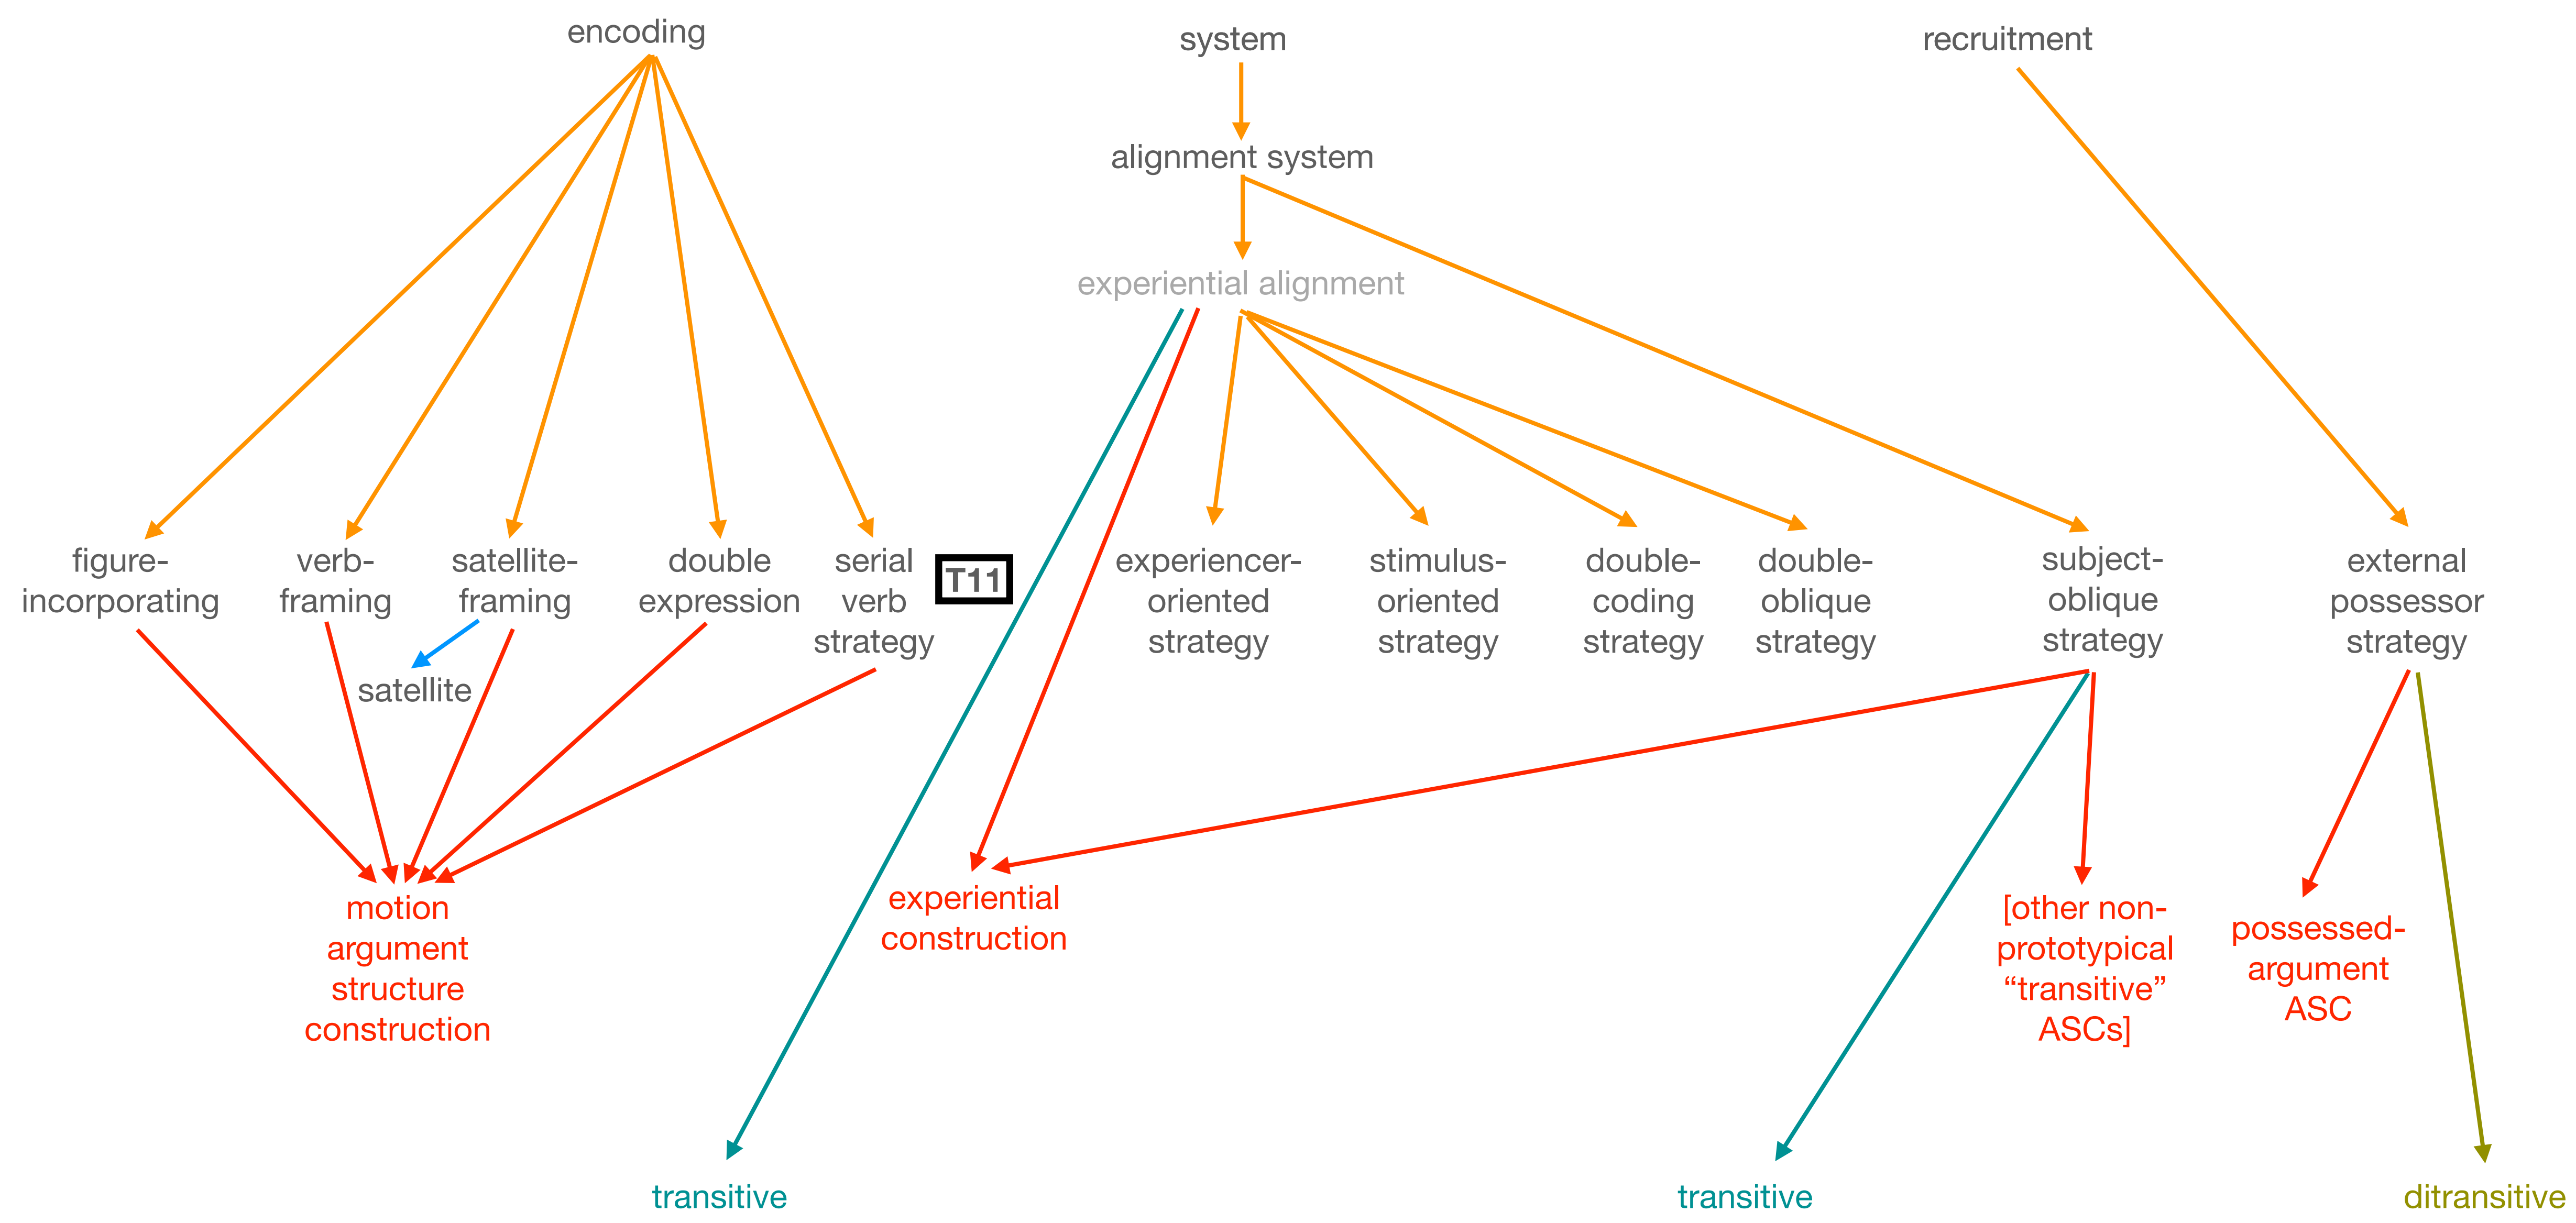 encoding
system
recruitment
alignment system
experiential alignment
figure-
incorporating
verb-
framing
satellite-
framing
double
expression
serial
verb
strategy
T11
experiencer-
oriented
strategy
stimulus-
oriented
strategy
double-
coding
strategy
double-
oblique
strategy
subject-
oblique
strategy
external
possessor
strategy
satellite
motion
argument
structure
construction
experiential
construction
[other non-
prototypical
“transitive”
ASCs]
possessed-
argument
ASC
transitive
transitive
ditransitive